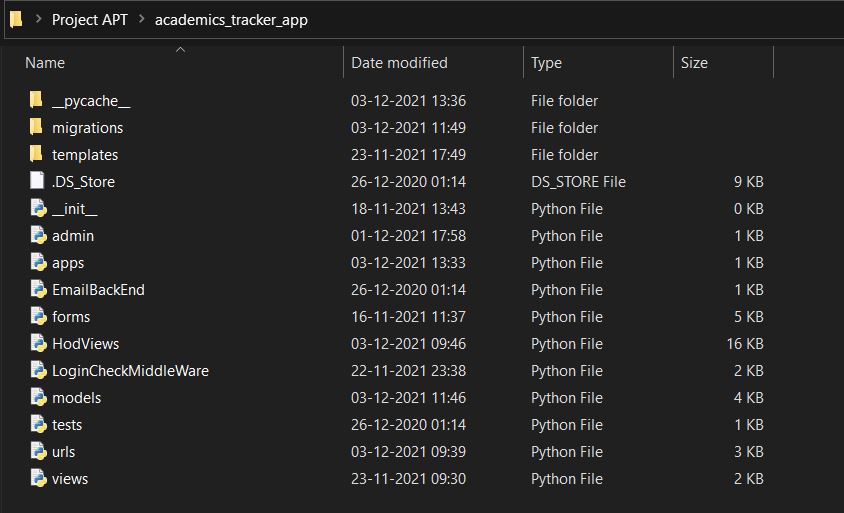 Project APT > academics_tracker_app
Name Date modified Type Size
__pycache__ 03-12-2021 13:36 File folder
migrations 03-12-2021 11:49 File folder
templates 23-11-2021 17:49 File folder
.DS_Store 26-12-2020 01:14 DS_STORE File 9 KB
__init__ 18-11-2021 13:43 Python File 0 KB
admin 01-12-2021 17:58 Python File 1 KB
apps 03-12-2021 13:33 Python File 1 KB
EmailBackEnd 26-12-2020 01:14 Python File 1 KB
forms 16-11-2021 11:37 Python File 5 KB
HodViews 03-12-2021 09:46 Python File 16 KB
LoginCheckMiddleWare 22-11-2021 23:38 Python File 2 KB
models 03-12-2021 11:46 Python File 4 KB
tests 26-12-2020 01:14 Python File 1 KB
urls 03-12-2021 09:39 Python File 3 KB
views 23-11-2021 09:30 Python File 2 KB